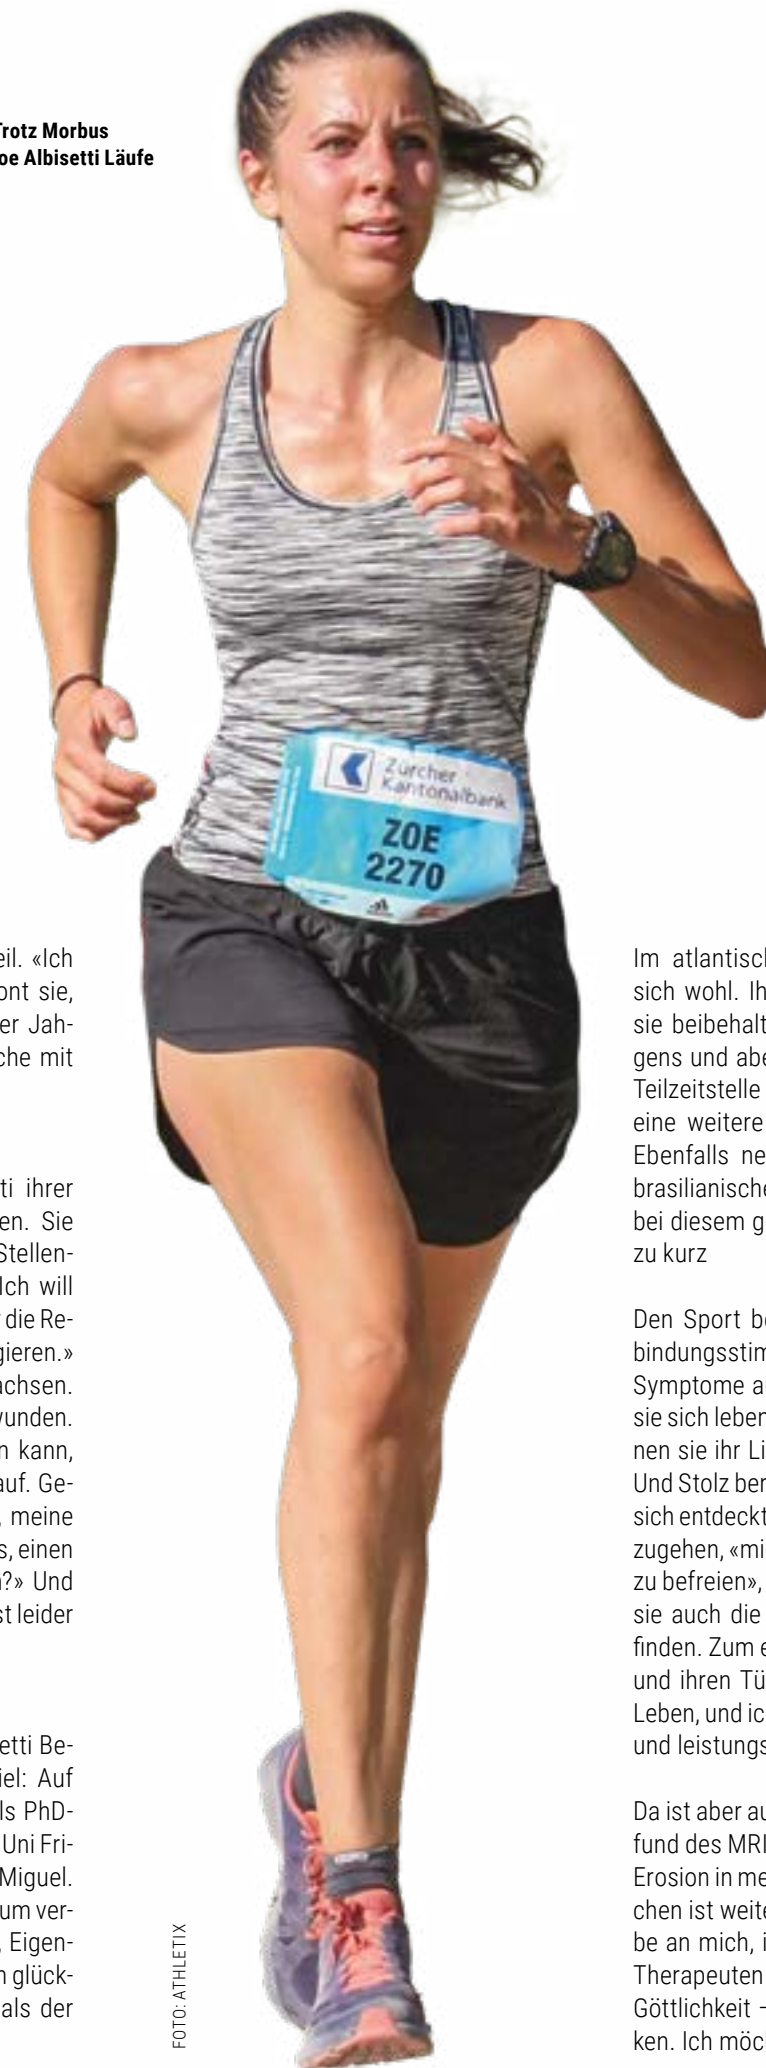 Trotz Morbus
oe Albisetti Läufe
Zürcher
Kantonalbank
ZOE
2270
eil. «Ich
ont sie,
er Jah-
che mit
ti ihrer
en. Sie
Stellen-
Ich will
die Re-
gieren.»
achsen.
wunden.
n kann,
auf. Ge-
, meine
s, einen
n?» Und
st leider
etti Be-
iel: Auf
ls PhD-
Uni Fri-
Miguel.
um ver-
, Eigen-
n glück-
als der
FOTO: ATHLETIX
Im atlantisch
sich wohl. Ih
sie beibehalt
gens und abe
Teilzeitstelle
eine weitere
Ebenfalls ne
brasilianische
bei diesem g
zu kurz
Den Sport be
bindungsstim
Symptome au
sie sich leben
nen sie ihr Li
Und Stolz ber
sich entdeckt
zugehen, «mi
zu befreien»,
sie auch die
finden. Zum e
und ihren Tü
Leben, und ic
und leistungs
Da ist aber au
fund des MRI
Erosion in me
chen ist weite
be an mich, i
Therapeuten
Göttlichkeit –
ken. Ich möch